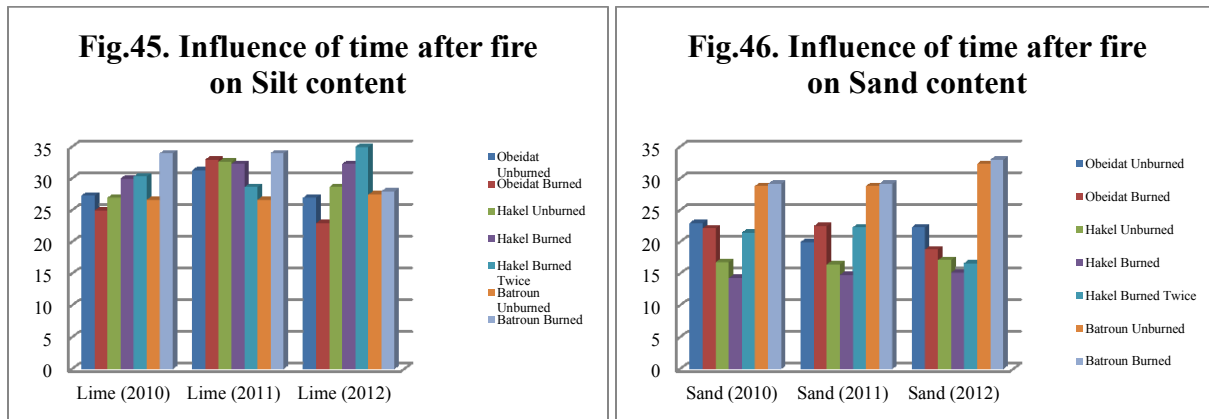 Fig.45. Influence of time after fire
on Silt content
35
30
25
20
15
10
5
0
Lime (2010)
Lime (2011)
Lime (2012)
Obeidat
Unburned
Obeidat Burned
Hakel Unburned
Hakel Burned
Hakel Burned
Twice
Batroun
Unburned
Batroun Burned
Fig.46. Influence of time after fire
on Sand content
35
30
25
20
15
10
5
0
Sand (2010)
Sand (2011)
Sand (2012)
Obeidat Unburned
Obeidat Burned
Hakel Unburned
Hakel Burned
Hakel Burned Twice
Batroun Unburned
Batroun Burned